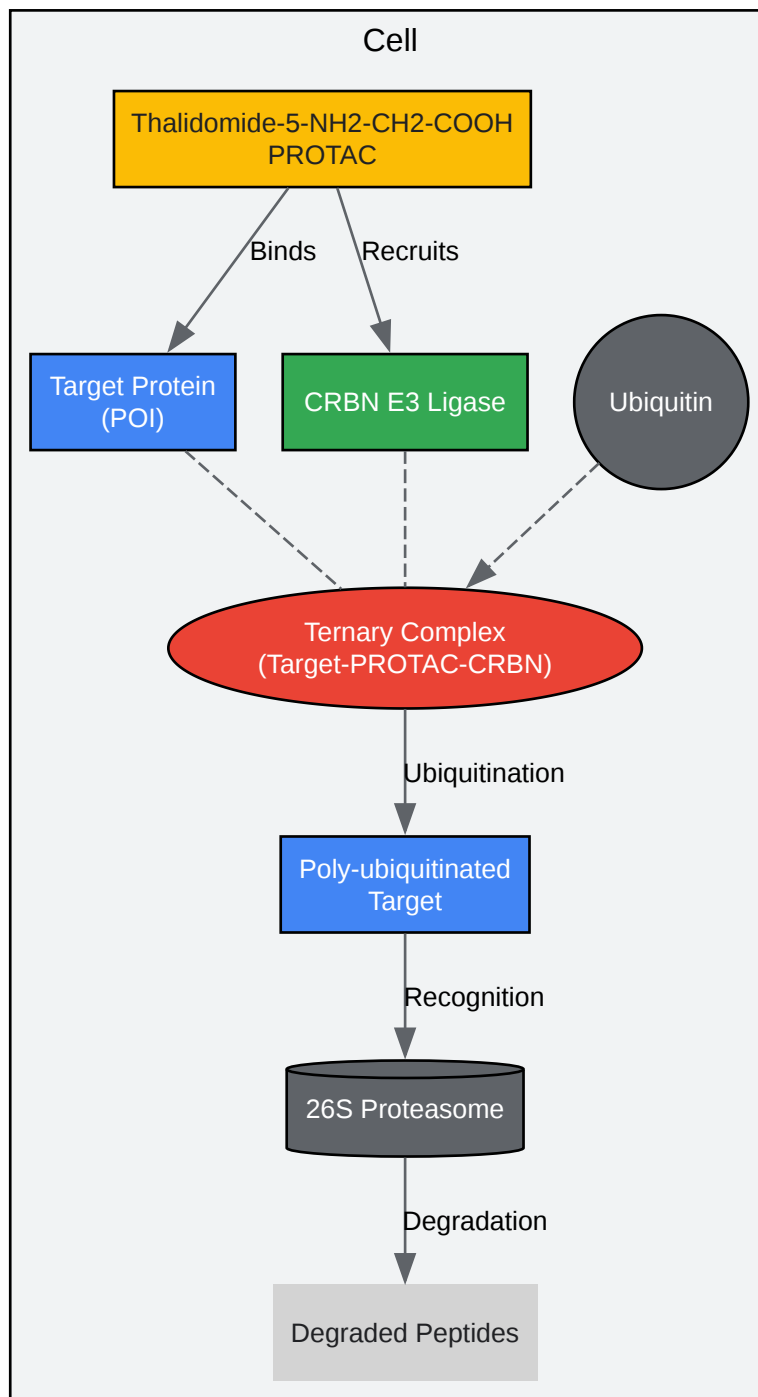 Cell
Thalidomide-5-NH2-CH2-COOH
PROTAC
Binds
Recruits
Target Protein
(POI)
CRBN E3 Ligase
Ubiquitin
Ternary Complex
(Target-PROTAC-CRBN)
Ubiquitination
Poly-ubiquitinated
Target
Recognition
26S Proteasome
Degradation
Degraded Peptides